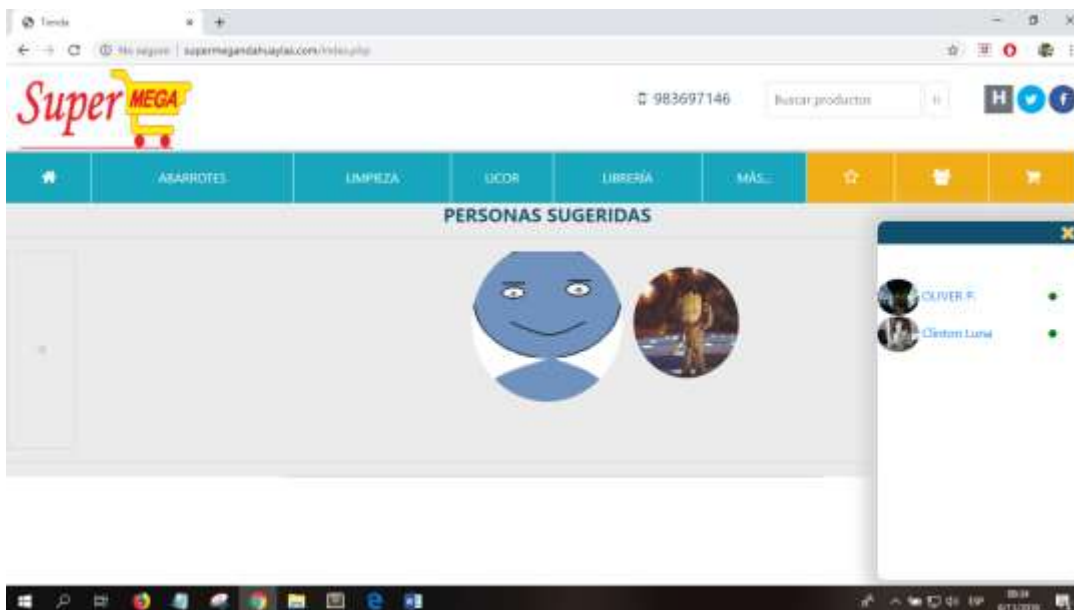 Tienda
No seguro | supermegandahuaylas.com/index.php
Super MEGA
983697146
Buscar productos
H
ABARROTES
LIMPIEZA
LICOR
LIBRERÍA
MÁS...
PERSONAS SUGERIDAS
OLIVER P.
Clinton Luna
ESP